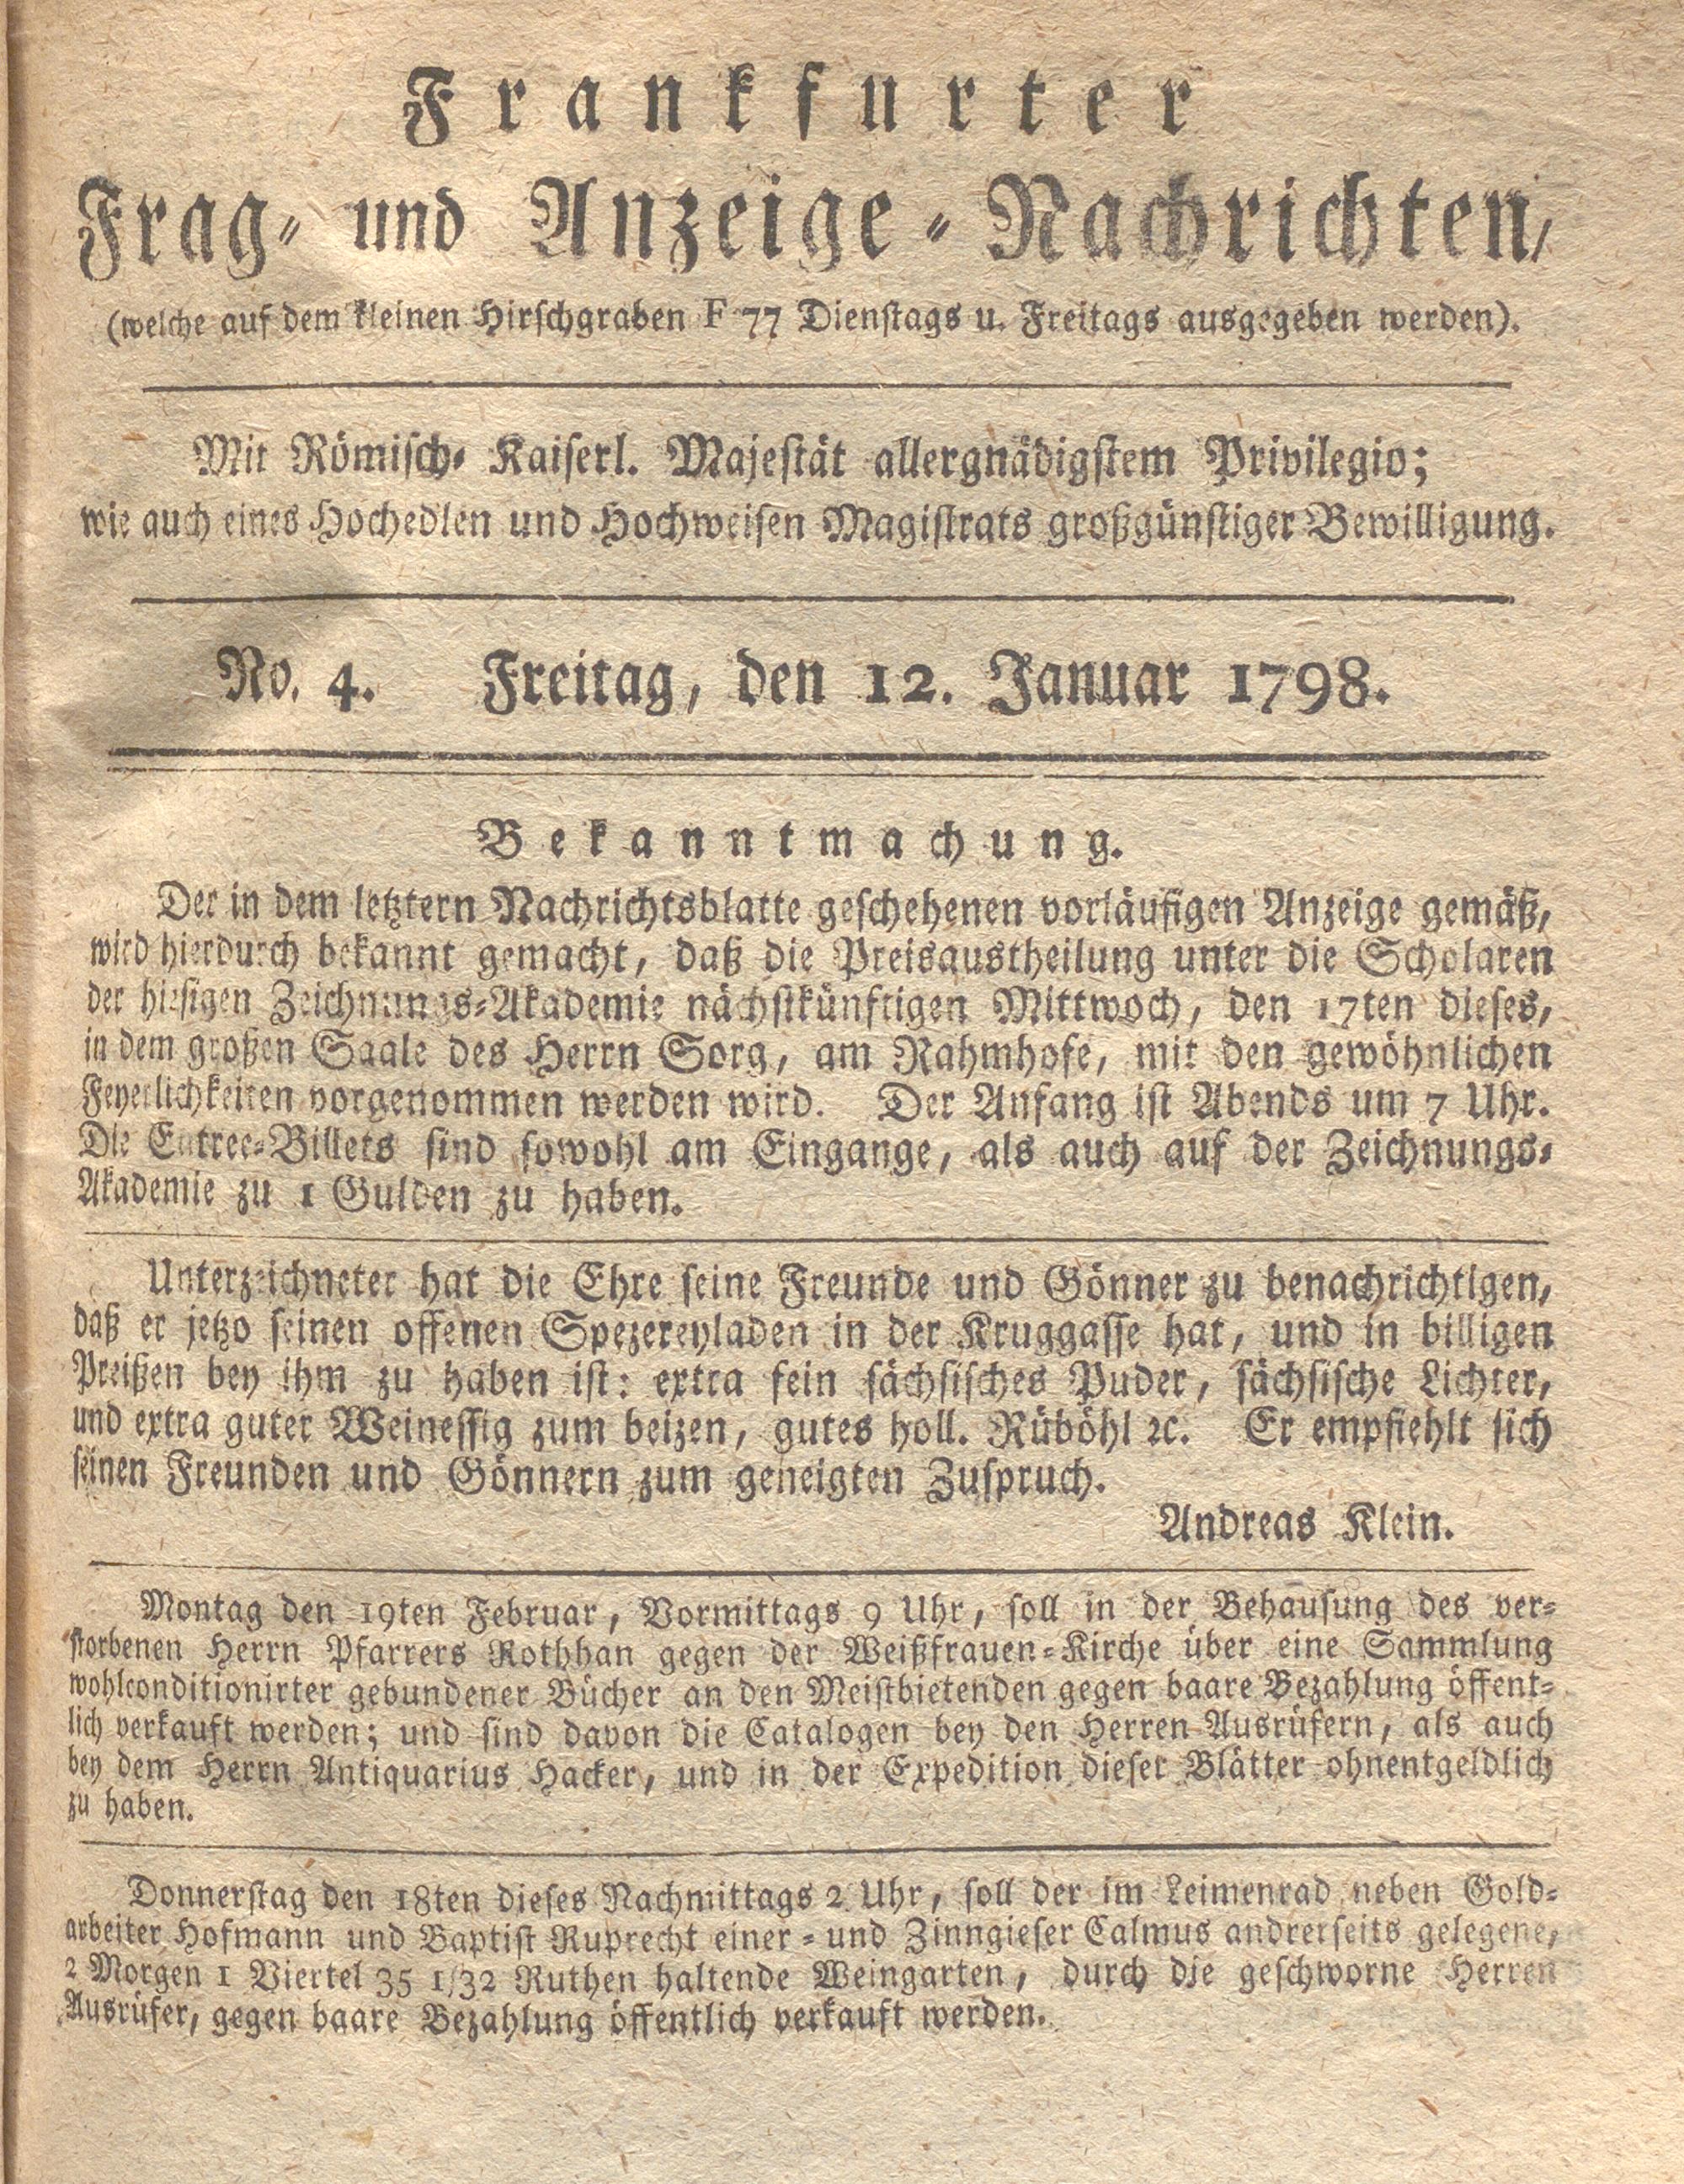 Frankfurter
Frag- und Anzeige-Nachrichten,
(welche auf dem kleinen Hirschgraben F 77 Dienstags u. Freitags ausgegeben werden).
Mit Römisch- Kaiserl. Majestät allergnädigstem Privilegio;
wie auch eines Hochedlen und Hochweisen Magistrats großgünstiger Bewilligung.
No. 4. Freitag, den 12. Januar 1798.
Bekanntmachung.
Der in dem letztern Nachrichtsblatte geschehenen vorläufigen Anzeige gemäß,
wird hierdurch bekannt gemacht, daß die Preisaustheilung unter die Scholaren
der hiesigen Zeichnungs-Akademie nächstkünftigen Mittwoch, den 17ten dieses,
in dem großen Saale des Herrn Sorg, am Rahmhofe, mit den gewöhnlichen
Feyerlichkeiten vorgenommen werden wird. Der Anfang ist Abends um 7 Uhr.
Die Entree-Billets sind sowohl am Eingange, als auch auf der Zeichnungs-
Akademie zu 1 Gulden zu haben.
Unterzeichneter hat die Ehre seine Freunde und Gönner zu benachrichtigen,
daß er jetzo seinen offenen Spezereyladen in der Kruggasse hat, und in billigen
Preißen bey ihm zu haben ist: extra fein sächsisches Puder, sächsische Lichter,
und extra guter Weinessig zum beizen, gutes holl. Rüböhl ꝛc. Er empfiehlt sich
seinen Freunden und Gönnern zum geneigten Zuspruch.
Andreas Klein.
Montag den 19ten Februar, Vormittags 9 Uhr, soll in der Behausung des ver-
storbenen Herrn Pfarrers Rothhan gegen der Weißfrauen-Kirche über eine Sammlung
wohlconditionirter gebundener Bücher an den Meistbietenden gegen baare Bezahlung öffent-
lich verkauft werden; und sind davon die Catalogen bey den Herren Ausrüfern, als auch
bey dem Herrn Antiquarius Hacker, und in der Expedition dieser Blätter ohnentgeldlich
zu haben.
Donnerstag den 18ten dieses Nachmittags 2 Uhr, soll der im Leimenrad neben Gold-
arbeiter Hofmann und Baptist Ruprecht einer- und Zinngieser Calmus andrerseits gelegene,
2 Morgen 1 Viertel 35 1/32 Ruthen haltende Weingarten, durch die geschworne Herren
Ausrüfer, gegen baare Bezahlung öffentlich verkauft werden.